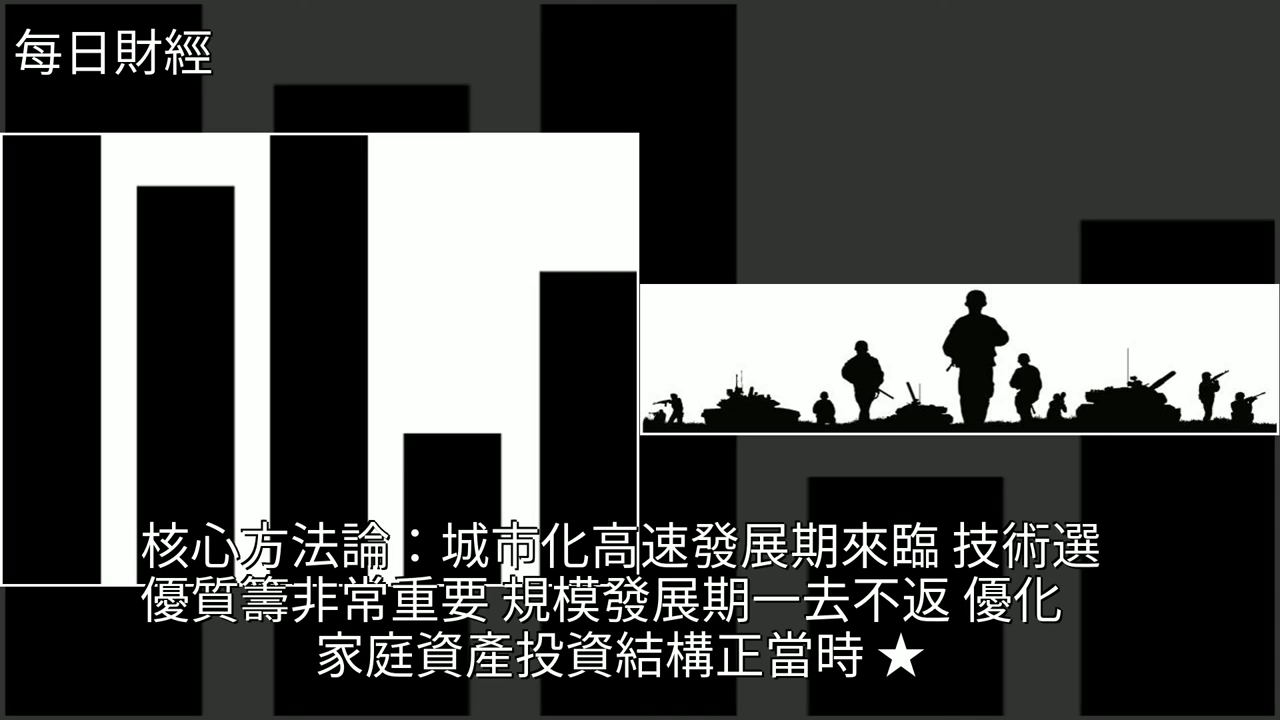 每日財經
核心方法論：城市化高速發展期來臨 技術選
優質籌非常重要 規模發展期一去不返 優化
家庭資產投資結構正當時 ★